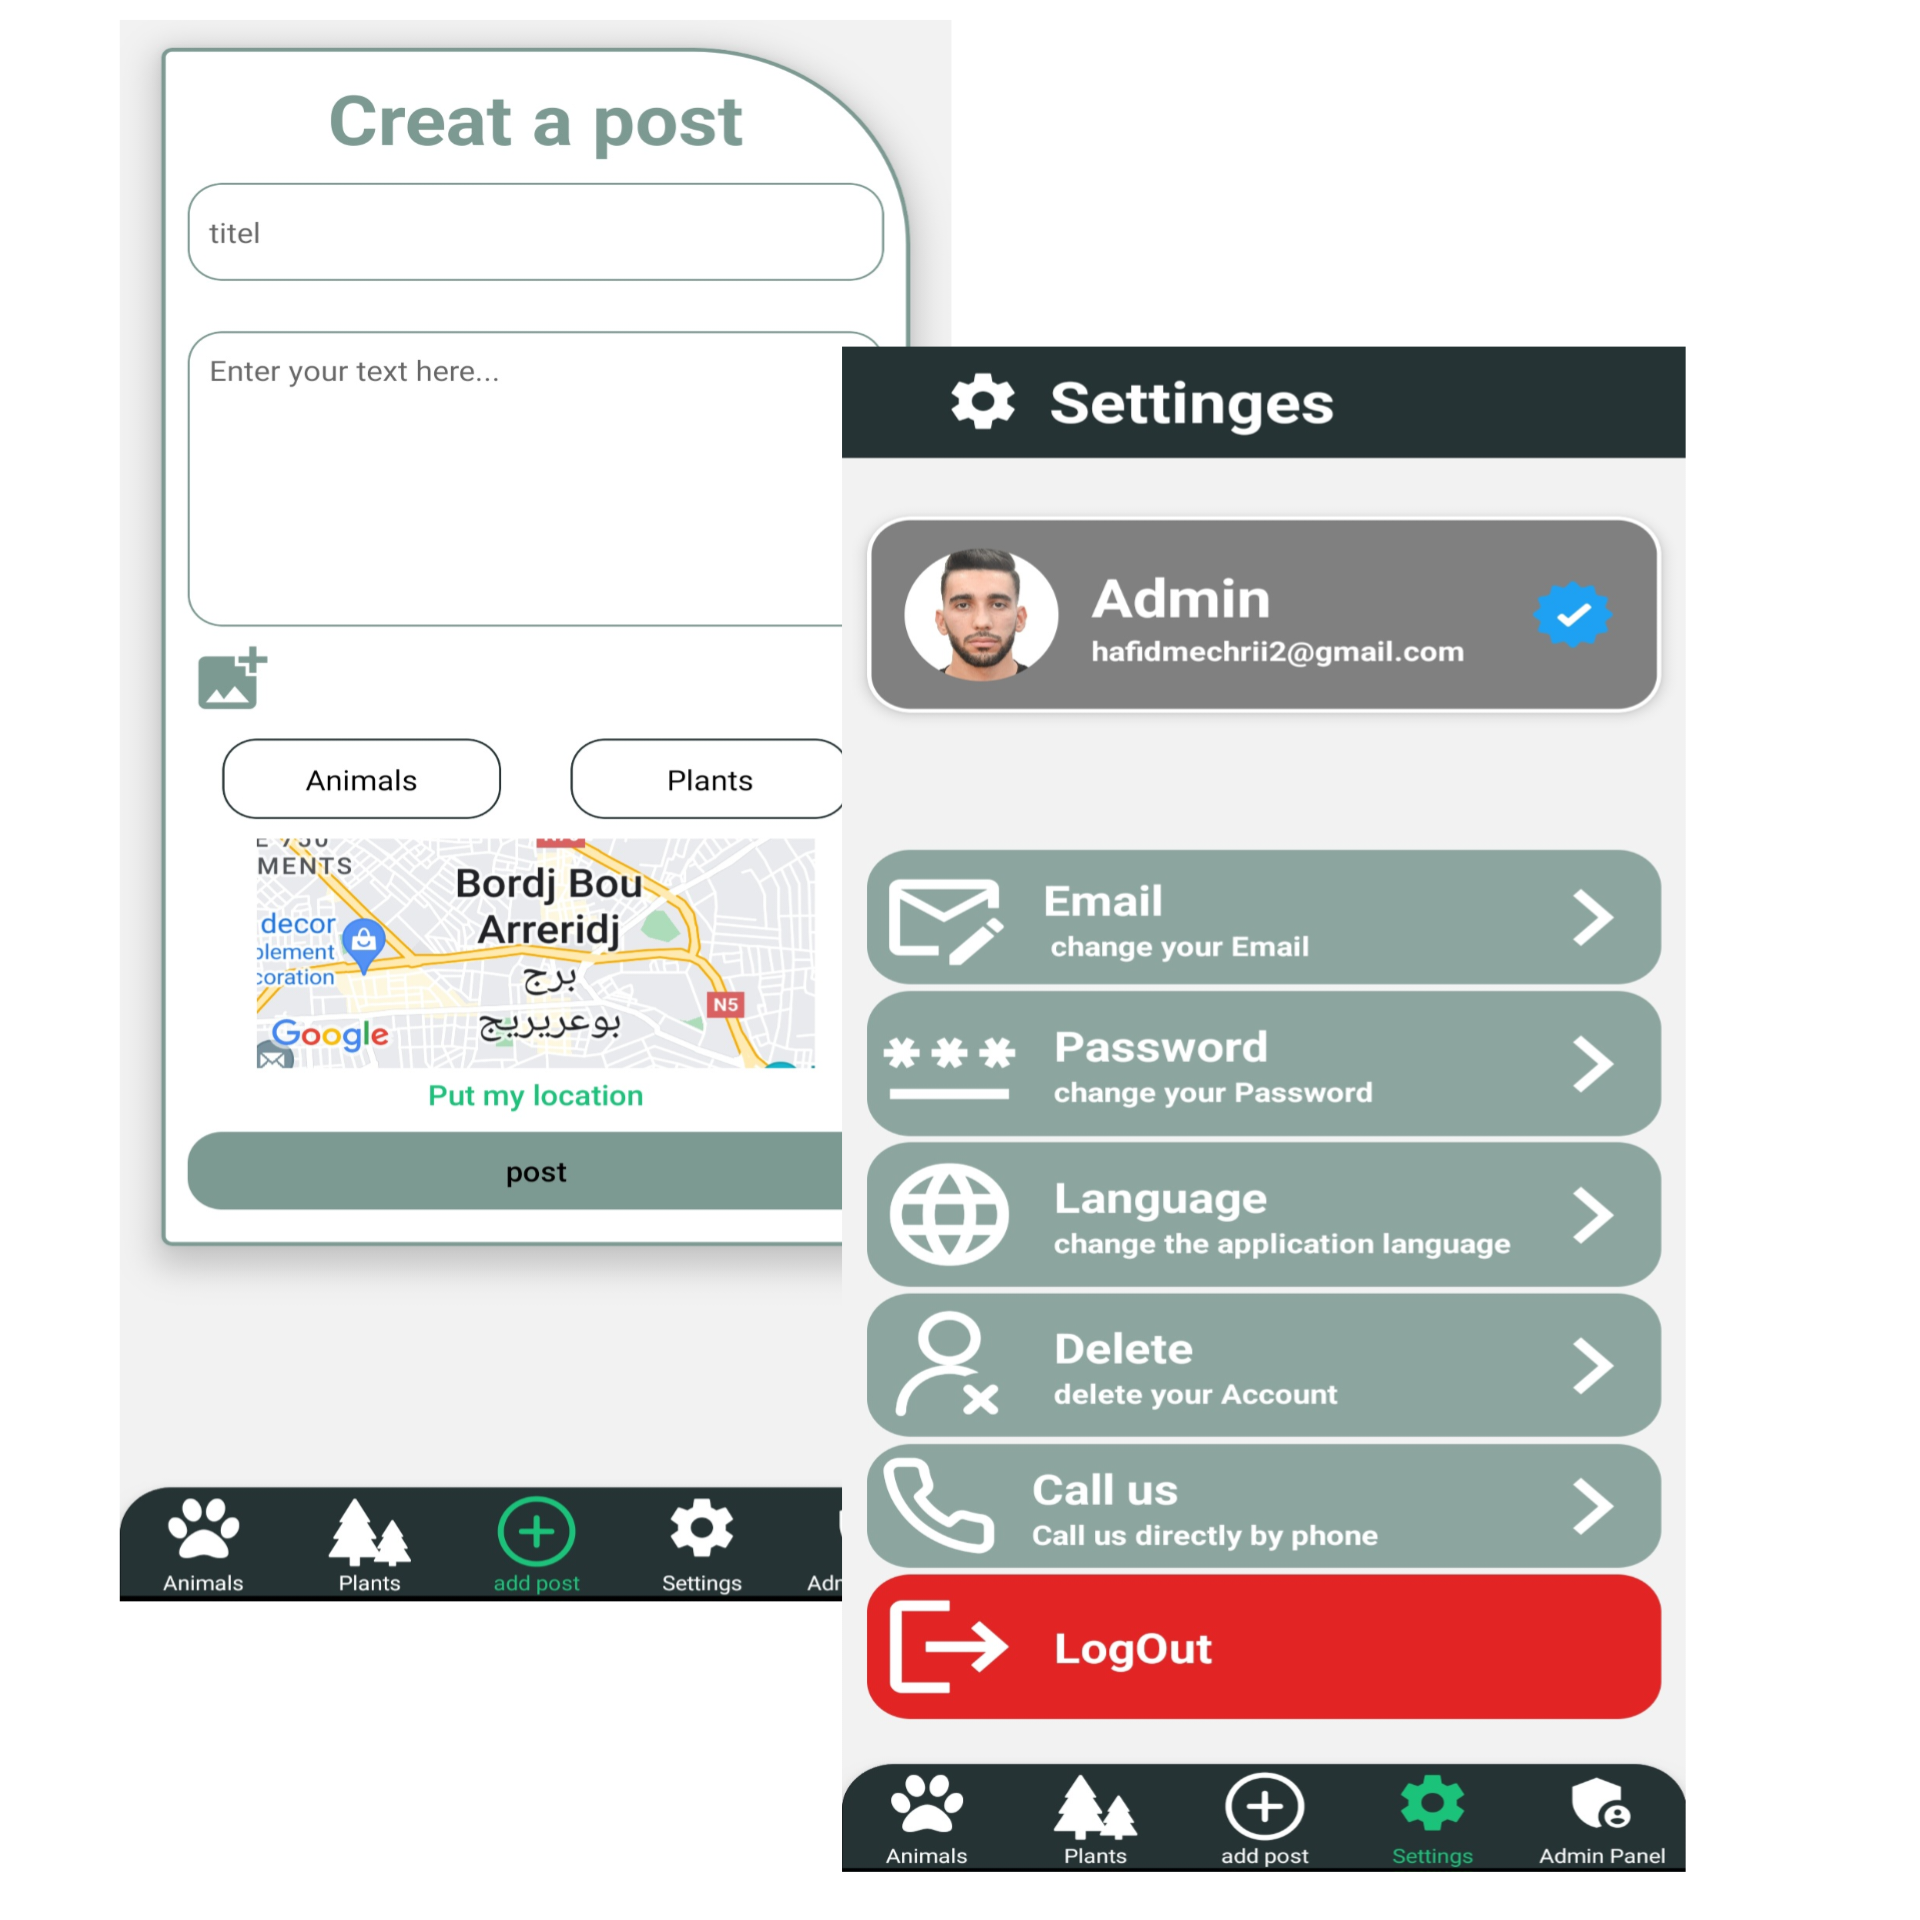 Creat a post
titel
Enter your text here...
Animals
Plants
MENTS
decor
Bordj Bou
Arreridj
برج
بوعريريج
N5
Google
Put my location
post
Animals
Plants
add post
Settings
Settinges
Admin
hafidmechrii2@gmail.com
Email
change your Email
Password
change your Password
Language
change the application language
Delete
delete your Account
Call us
Call us directly by phone
LogOut
Animals
Plants
add post
Settings
Admin Panel